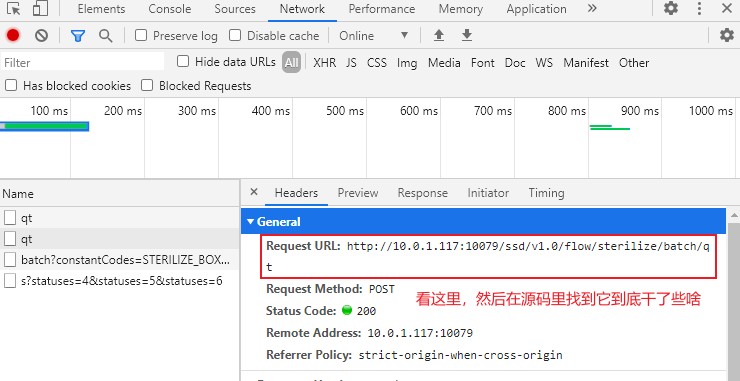 Elements Console Sources Network Performance Memory Application »
Preserve log Disable cache Online
Filter Hide data URLs All XHR JS CSS Img Media Font Doc WS Manifest Other
Has blocked cookies Blocked Requests
100 ms 200 ms 300 ms 400 ms 500 ms 600 ms 700 ms 800 ms 900 ms 1000 ms
Name
qt
qt
batch?constantCodes=STERILIZE_BOX...
s?statuses=4&statuses=5&statuses=6
× Headers Preview Response Initiator Timing
General
Request URL: http://10.0.1.117:10079/ssd/v1.0/flow/sterilize/batch/q
t
Request Method: POST
看这里，然后在源码里找到它到底干了些啥
Status Code: 200
Remote Address: 10.0.1.117:10079
Referrer Policy: strict-origin-when-cross-origin